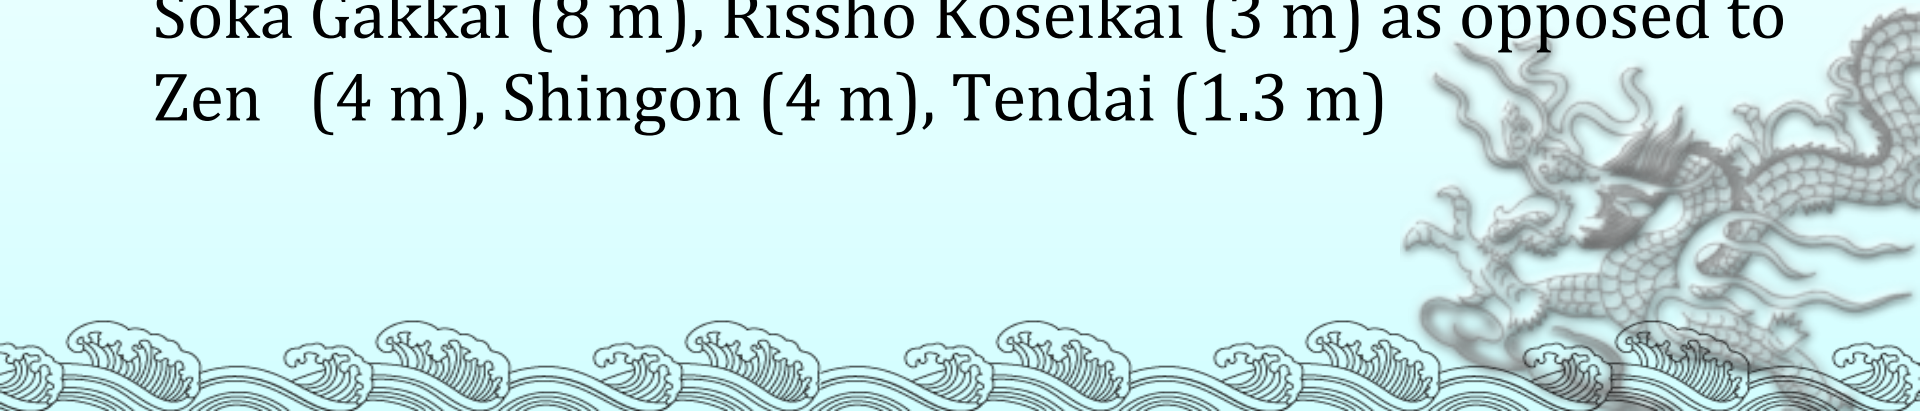 Soka Gakkai (8 m), Rissho Koseikai (3 m) as opposed to
Zen   (4 m), Shingon (4 m), Tendai (1.3 m)